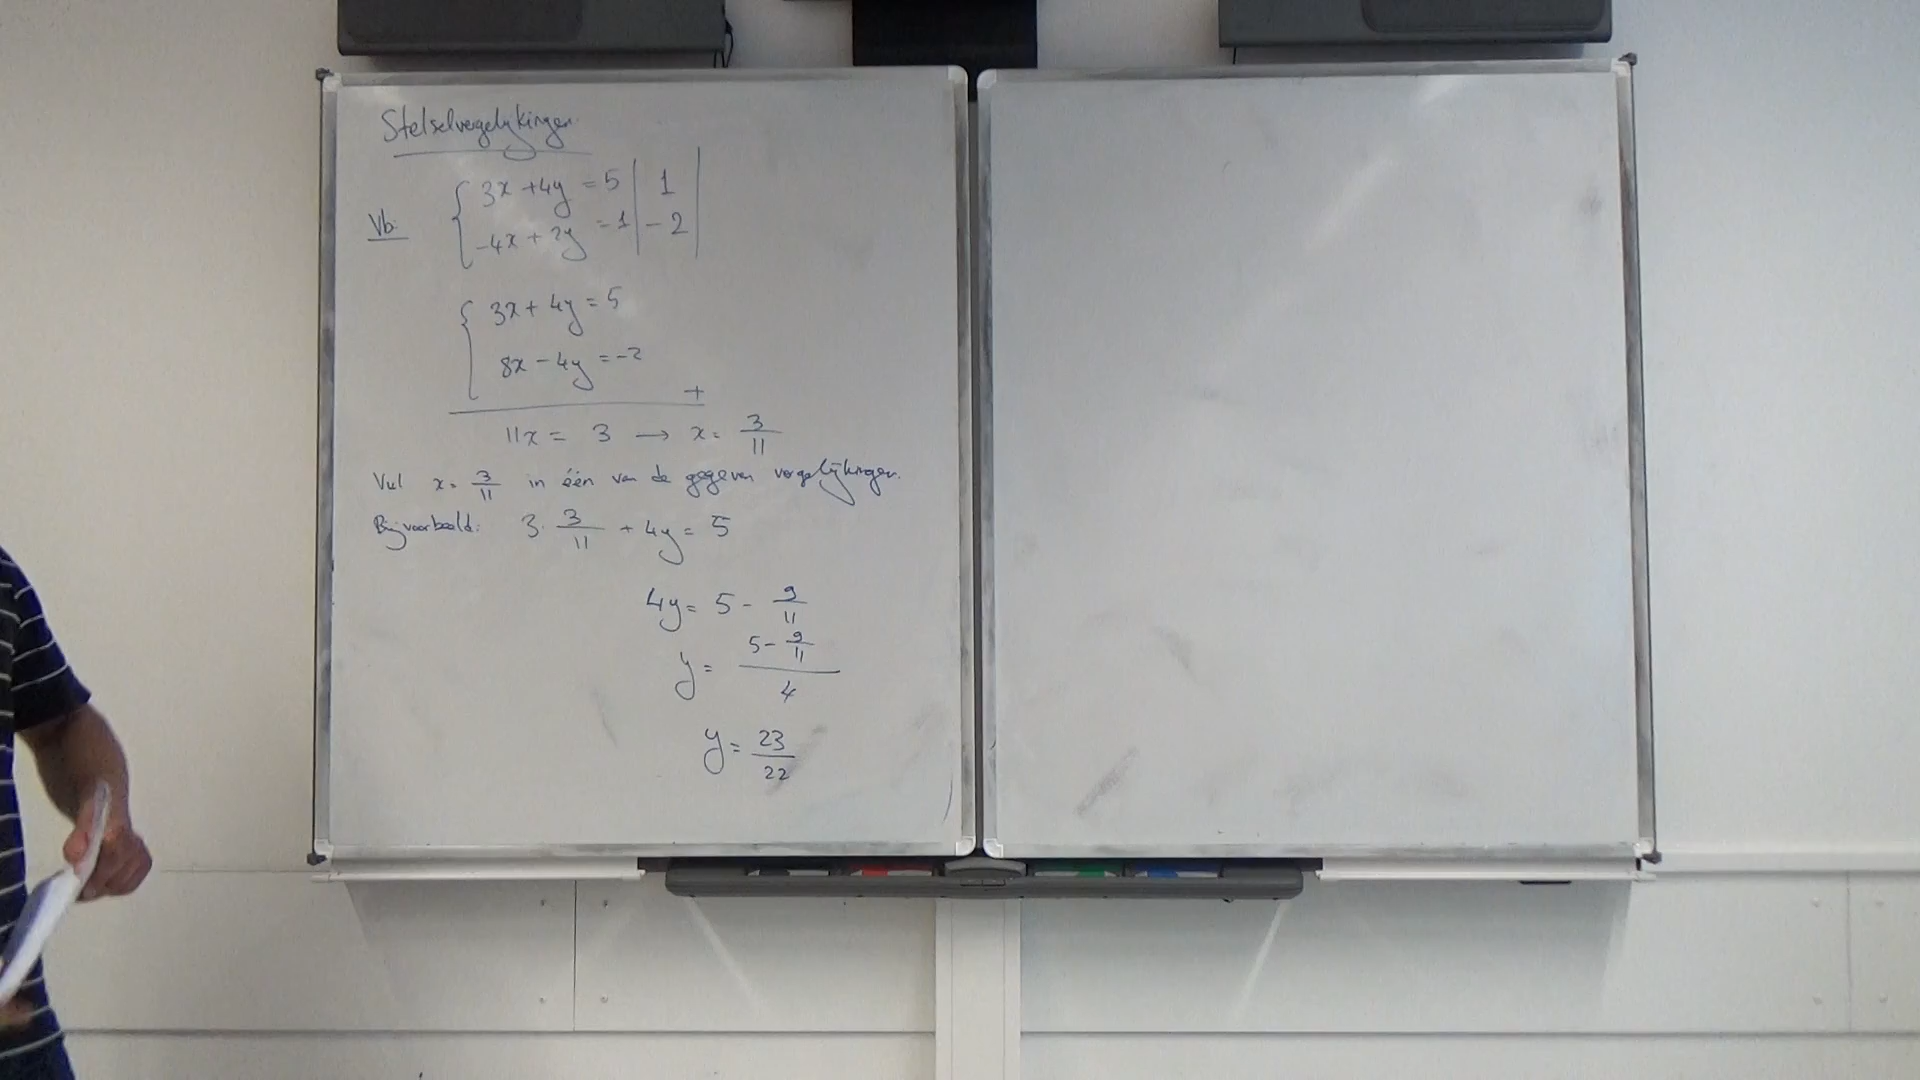 Stelselvergelijkingen
Vb: { 3x + 4y = 5 | 1 |
-4x + 2y = 1 | -2 |
{ 3x + 4y = 5
8x - 4y = -2
+
11x = 3 → x = 3/11
Vul x = 3/11 in één van de gegeven vergelijkingen.
Bijvoorbeeld: 3 · 3/11 + 4y = 5
4y = 5 - 9/11
y = (5 - 9/11)/4
y = 23/22